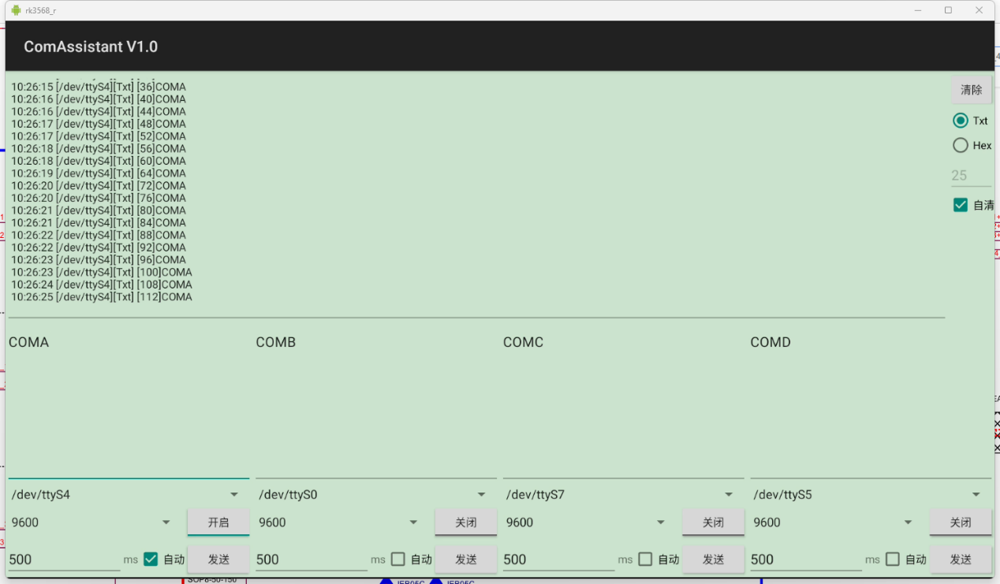 rk3568_r
ComAssistant V1.0
10:26:15 [/dev/ttyS4][Txt] [36]COMA
10:26:16 [/dev/ttyS4][Txt] [40]COMA
10:26:16 [/dev/ttyS4][Txt] [44]COMA
10:26:17 [/dev/ttyS4][Txt] [48]COMA
10:26:17 [/dev/ttyS4][Txt] [52]COMA
10:26:18 [/dev/ttyS4][Txt] [56]COMA
10:26:18 [/dev/ttyS4][Txt] [60]COMA
10:26:19 [/dev/ttyS4][Txt] [64]COMA
10:26:20 [/dev/ttyS4][Txt] [72]COMA
10:26:20 [/dev/ttyS4][Txt] [76]COMA
10:26:21 [/dev/ttyS4][Txt] [80]COMA
10:26:21 [/dev/ttyS4][Txt] [84]COMA
10:26:22 [/dev/ttyS4][Txt] [88]COMA
10:26:22 [/dev/ttyS4][Txt] [92]COMA
10:26:23 [/dev/ttyS4][Txt] [96]COMA
10:26:23 [/dev/ttyS4][Txt] [100]COMA
10:26:24 [/dev/ttyS4][Txt] [108]COMA
10:26:25 [/dev/ttyS4][Txt] [112]COMA
清除
Txt
Hex
25
自清
COMA COMB COMC COMD
/dev/ttyS4 /dev/ttyS0 /dev/ttyS7 /dev/ttyS5
9600 开启 9600 关闭 9600 关闭 9600 关闭
500 ms 自动 发送 500 ms 自动 发送 500 ms 自动 发送 500 ms 自动 发送
SOP8-50-150